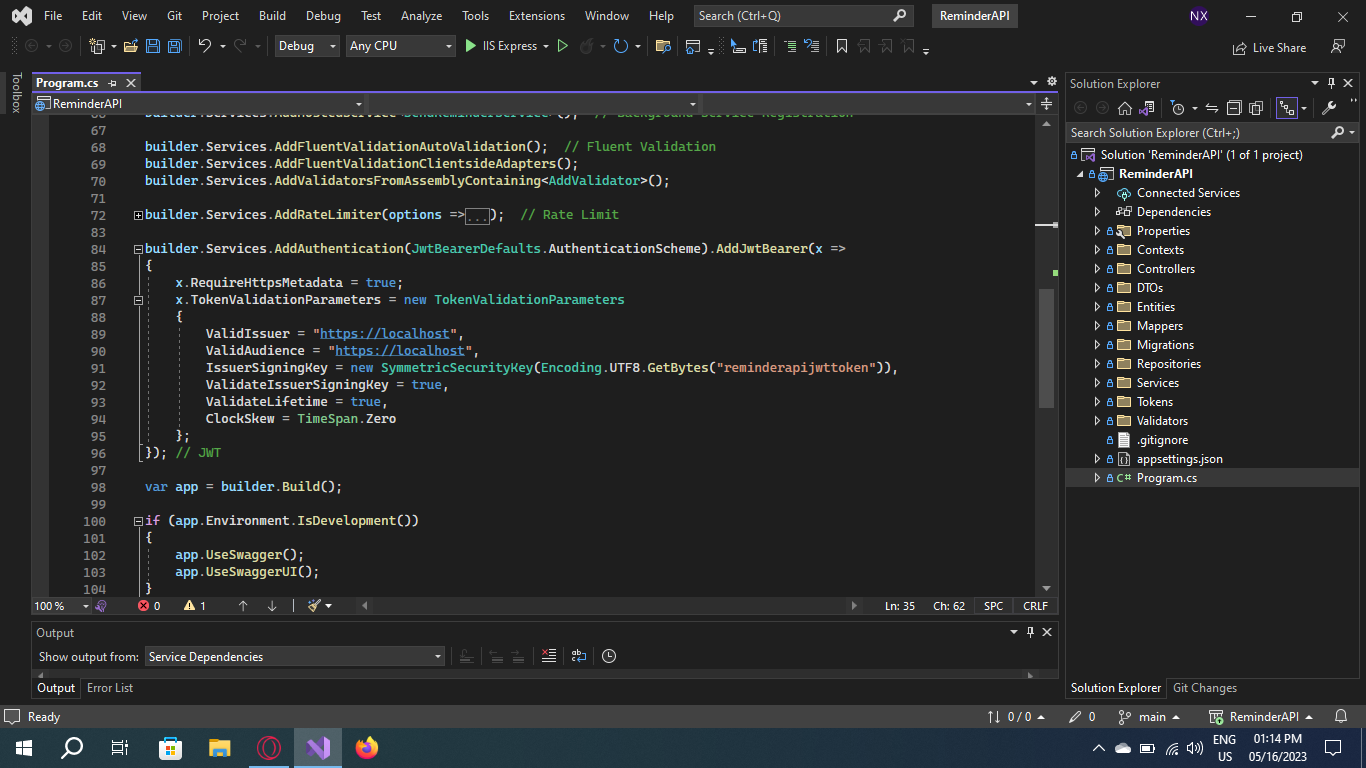 File Edit View Git Project Build Debug Test Analyze Tools Extensions Window Help Search (Ctrl+Q) ReminderAPI NX
Debug Any CPU IIS Express Live Share
Toolbox
Program.cs
ReminderAPI
66 builder.Services.AddHostedService<SendReminderService>(); // Background Service Registration
67
68 builder.Services.AddFluentValidationAutoValidation(); // Fluent Validation
69 builder.Services.AddFluentValidationClientsideAdapters();
70 builder.Services.AddValidatorsFromAssemblyContaining<AddValidator>();
71
72 builder.Services.AddRateLimiter(options =>...); // Rate Limit
83
84 builder.Services.AddAuthentication(JwtBearerDefaults.AuthenticationScheme).AddJwtBearer(x =>
85 {
86 x.RequireHttpsMetadata = true;
87 x.TokenValidationParameters = new TokenValidationParameters
88 {
89 ValidIssuer = "https://localhost",
90 ValidAudience = "https://localhost",
91 IssuerSigningKey = new SymmetricSecurityKey(Encoding.UTF8.GetBytes("reminderapijwttoken")),
92 ValidateIssuerSigningKey = true,
93 ValidateLifetime = true,
94 ClockSkew = TimeSpan.Zero
95 };
96 }); // JWT
97
98 var app = builder.Build();
99
100 if (app.Environment.IsDevelopment())
101 {
102 app.UseSwagger();
103 app.UseSwaggerUI();
104 }
100 % 0 1 Ln: 35 Ch: 62 SPC CRLF
Output
Show output from: Service Dependencies
Output Error List
Solution Explorer
Search Solution Explorer (Ctrl+;)
Solution 'ReminderAPI' (1 of 1 project)
ReminderAPI
Connected Services
Dependencies
Properties
Contexts
Controllers
DTOs
Entities
Mappers
Migrations
Repositories
Services
Tokens
Validators
.gitignore
appsettings.json
C# Program.cs
Solution Explorer Git Changes
Ready 0 / 0 0 main ReminderAPI
ENG
US
01:14 PM
05/16/2023